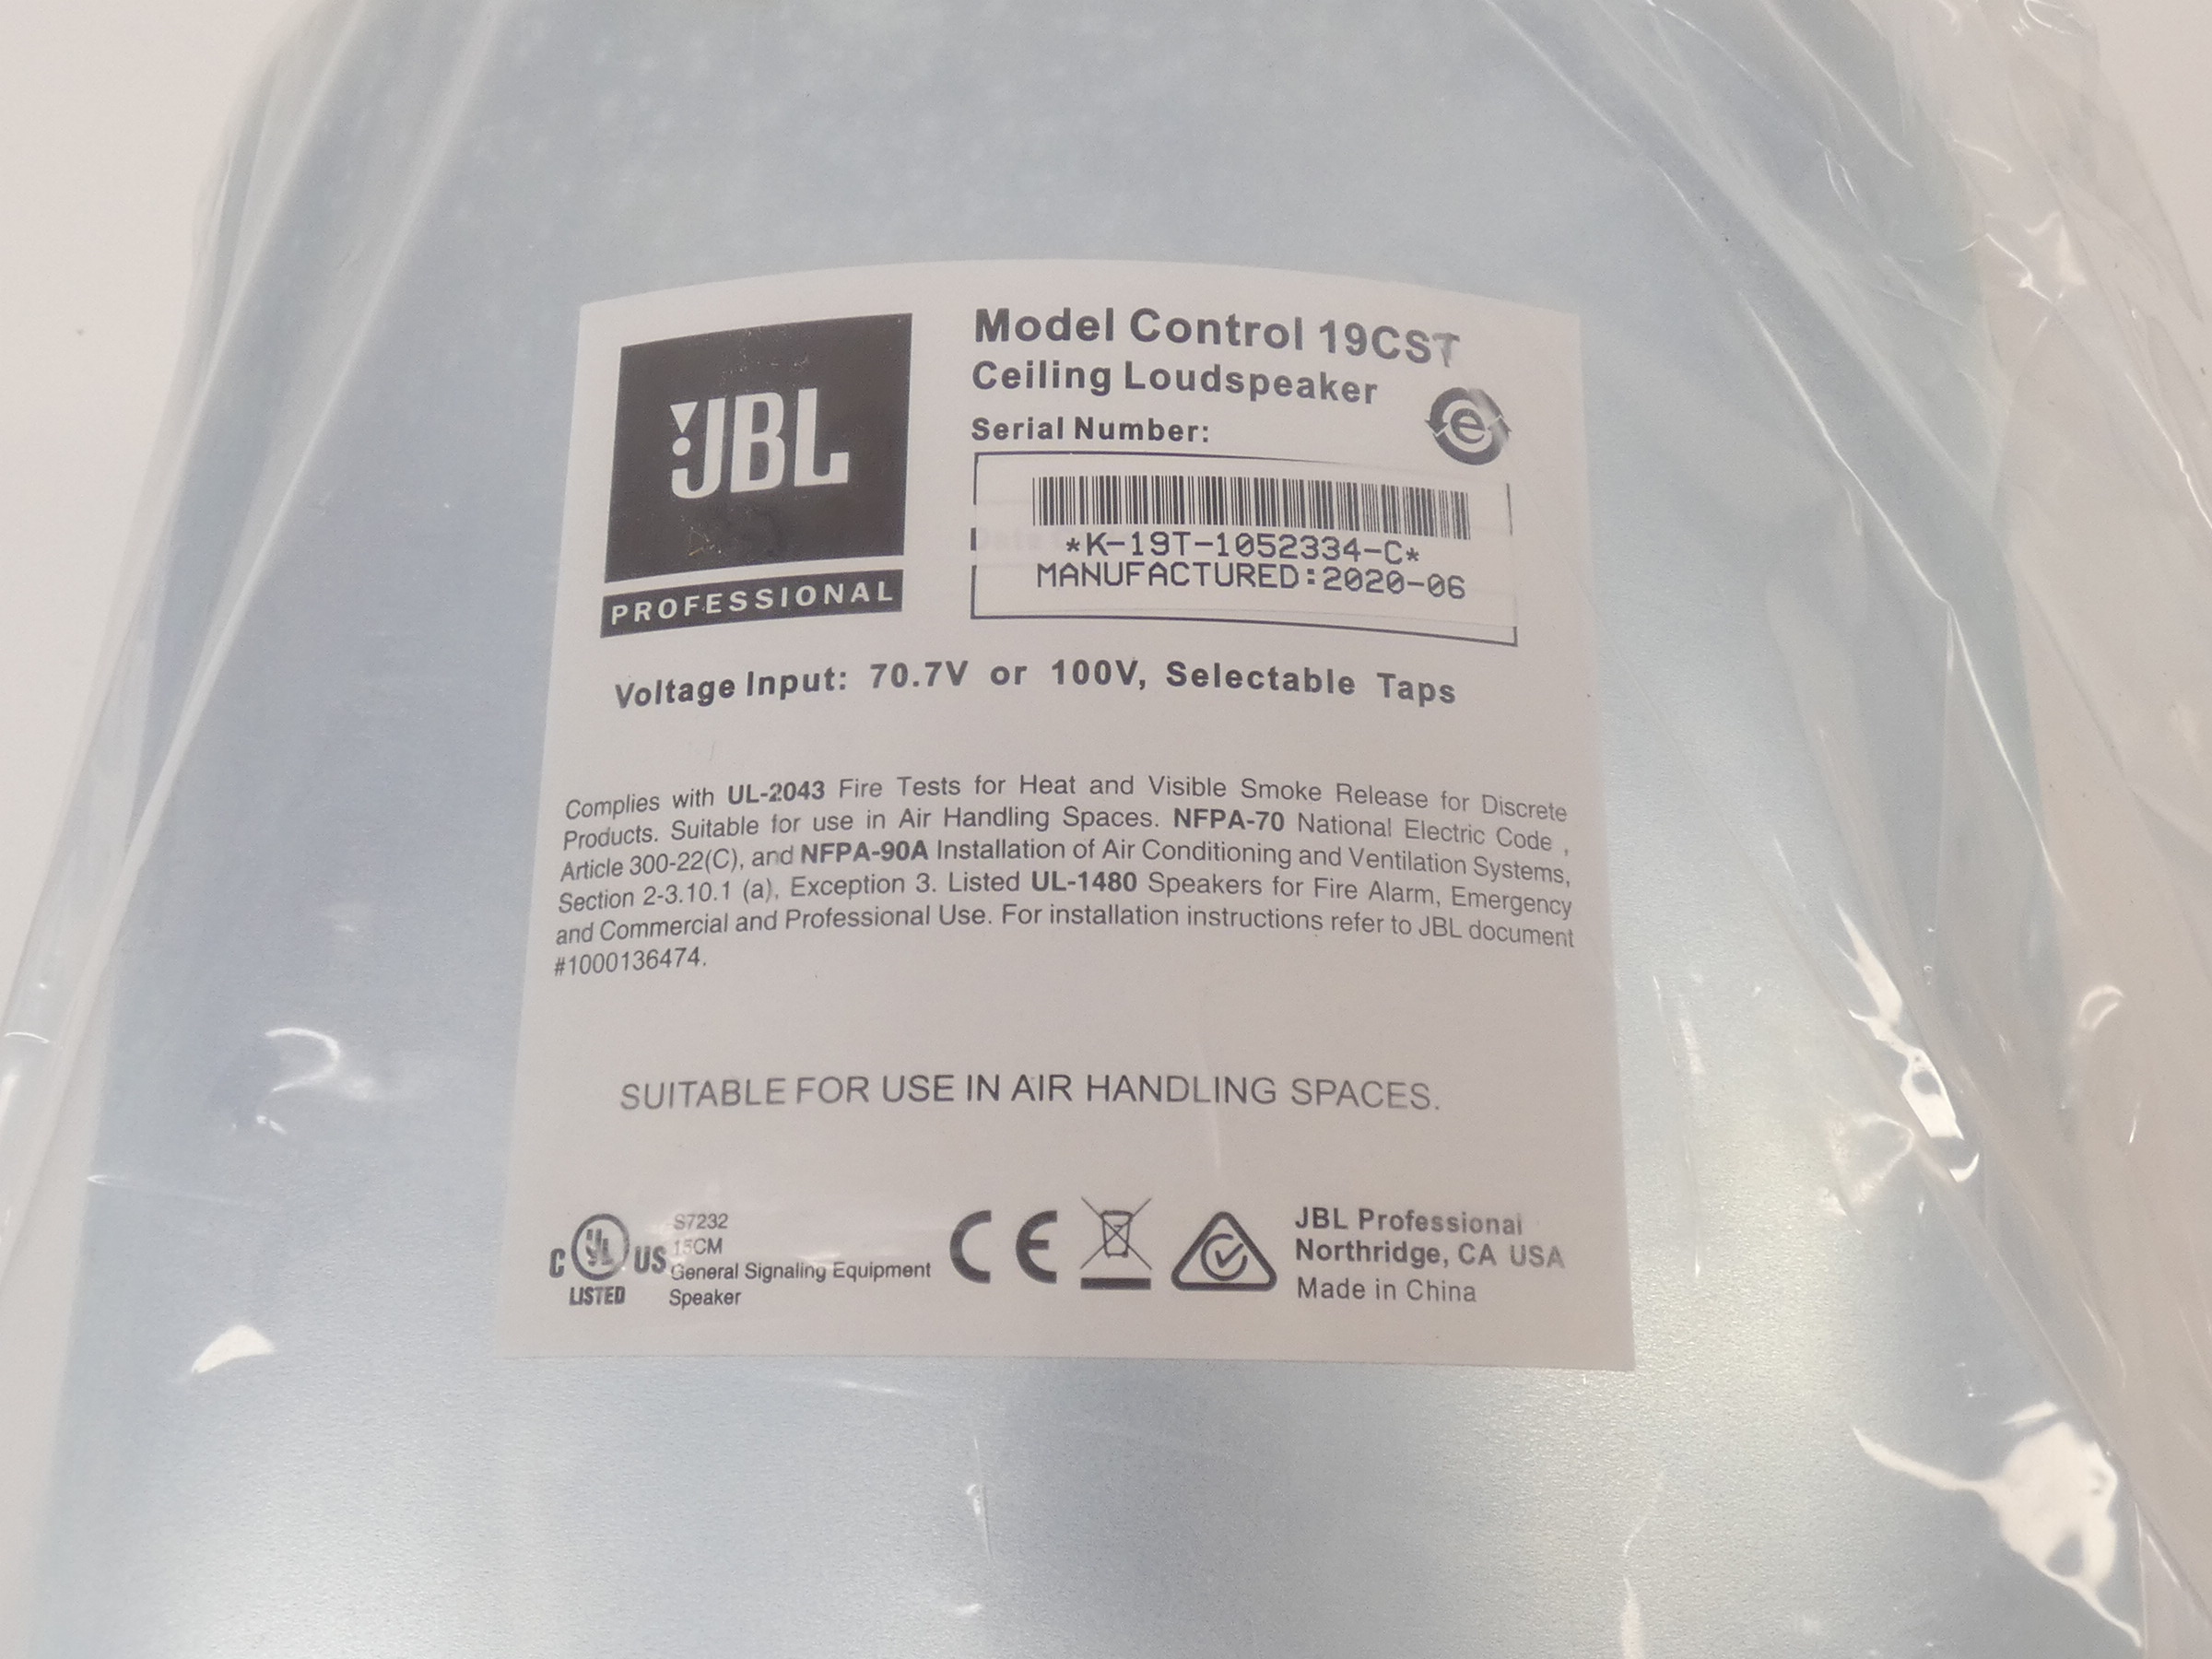 JBL
PROFESSIONAL
Model Control 19CST
Ceiling Loudspeaker
Serial Number:
*K-19T-1052334-C*
MANUFACTURED:2020-06
Voltage Input: 70.7V or 100V, Selectable Taps
Complies with UL-2043 Fire Tests for Heat and Visible Smoke Release for Discrete
Products. Suitable for use in Air Handling Spaces. NFPA-70 National Electric Code ,
Article 300-22(C), and NFPA-90A Installation of Air Conditioning and Ventilation Systems,
Section 2-3.10.1 (a), Exception 3. Listed UL-1480 Speakers for Fire Alarm, Emergency
and Commercial and Professional Use. For installation instructions refer to JBL document
#1000136474.
SUITABLE FOR USE IN AIR HANDLING SPACES.
C UL US
LISTED
S7232
15CM
General Signaling Equipment
Speaker
CE
JBL Professional
Northridge, CA USA
Made in China